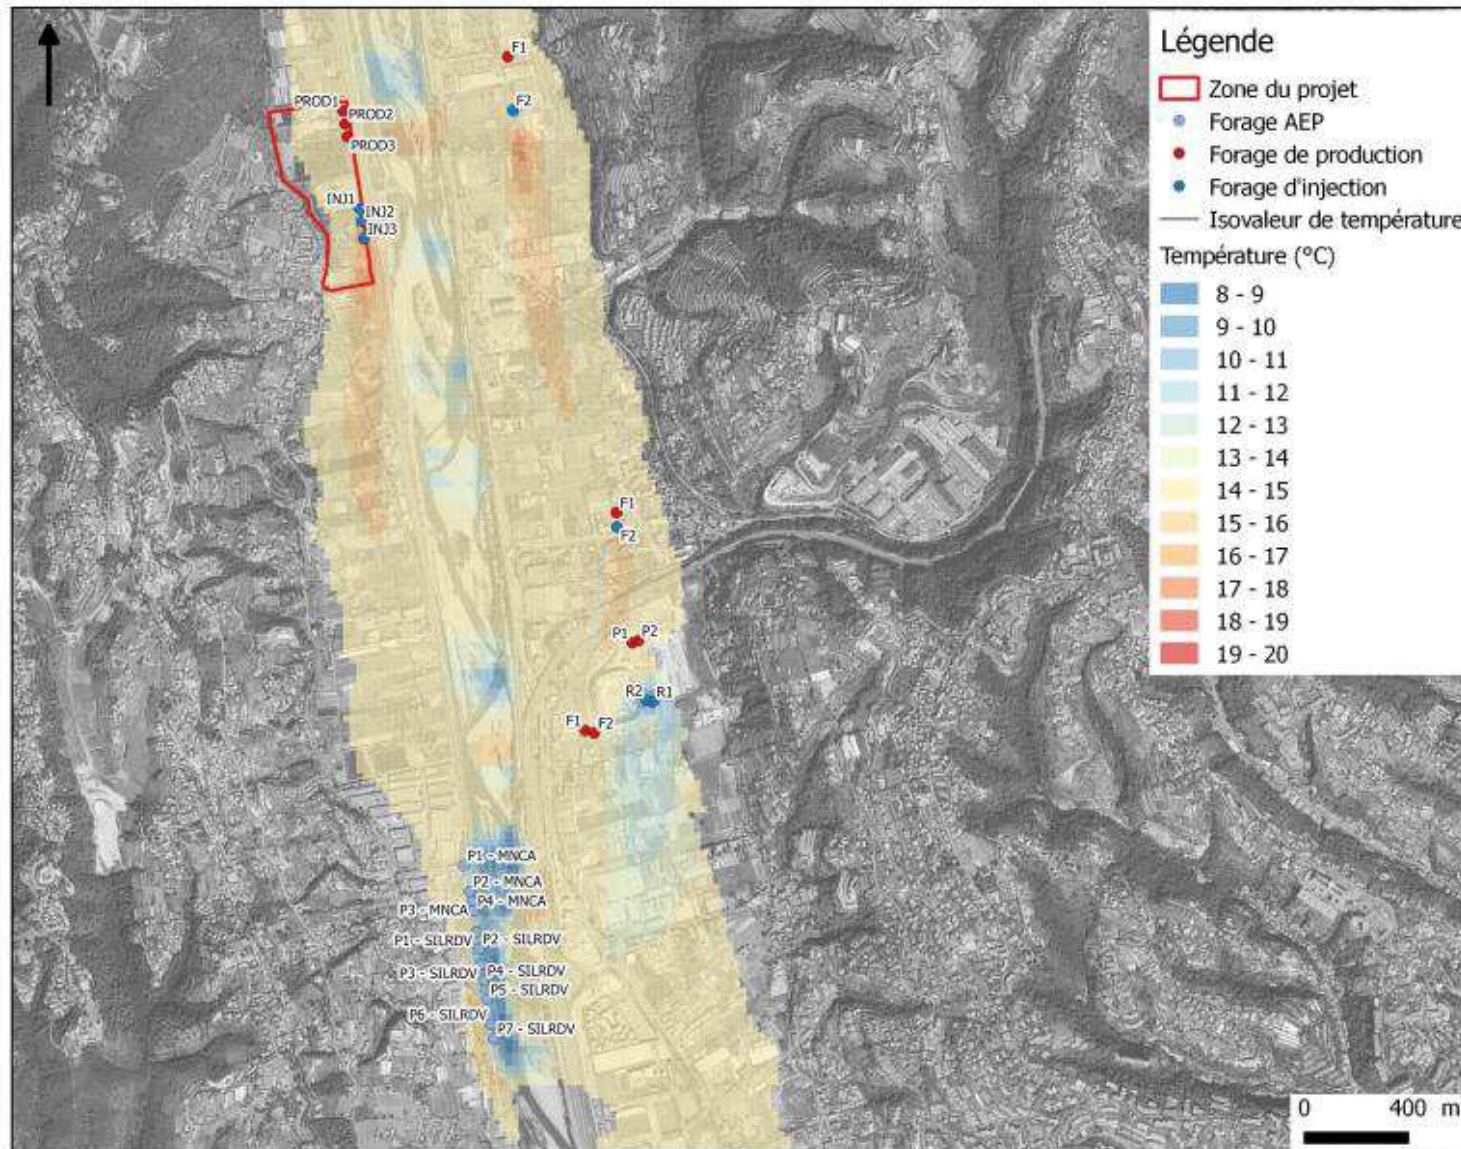 Légende
Zone du projet
Forage AEP
Forage de production
Forage d'injection
Isovaleur de température
Température (°C)
8 - 9
9 - 10
10 - 11
11 - 12
12 - 13
13 - 14
14 - 15
15 - 16
16 - 17
17 - 18
18 - 19
19 - 20
F1
F2
PROD1
PROD2
PROD3
INJ1
INJ2
INJ3
F1
F2
P1
P2
R2
R1
F1
F2
P1 - MNCA
P2 - MNCA
P4 - MNCA
P3 - MNCA
P1 - SILRDV
P2 - SILRDV
P3 - SILRDV
P4 - SILRDV
P5 - SILRDV
P6 - SILRDV
P7 - SILRDV
0 400 m